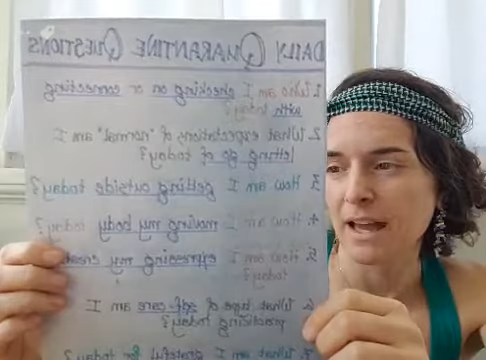 DAILY QUARANTINE QUESTIONS
1. Who am I checking on or connecting
with today?
2. What expectations of "normal" am I
letting go of today?
3. How am I getting outside today?
4. How am I moving my body today?
5. How am I expressing my creat
today?
6. What type of self-care am I
practicing today?
7. What am I grateful for today